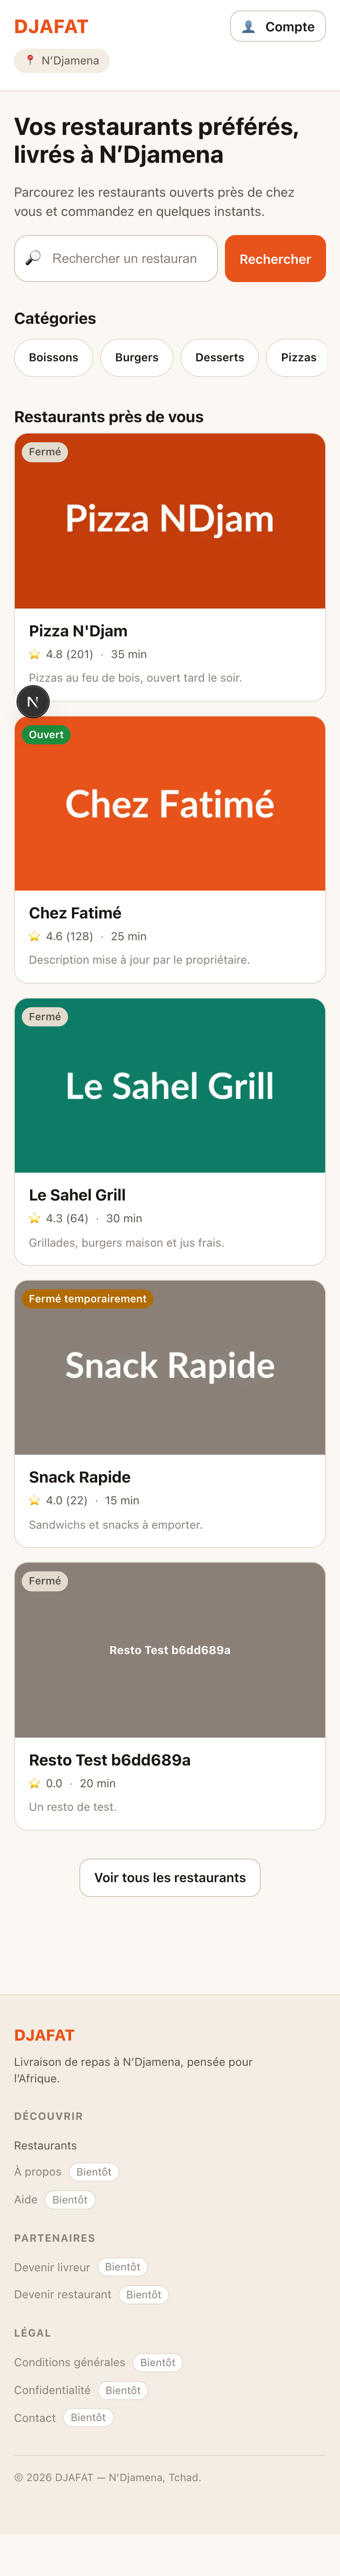 DJAFAT
Compte
N'Djamena
Vos restaurants préférés,
livrés à N'Djamena
Parcourez les restaurants ouverts près de chez
vous et commandez en quelques instants.
Rechercher un restauran
Rechercher
Catégories
Boissons
Burgers
Desserts
Pizzas
Restaurants près de vous
Fermé
Pizza NDjam
Pizza N'Djam
4.8 (201) · 35 min
Pizzas au feu de bois, ouvert tard le soir.
N
Ouvert
Chez Fatimé
Chez Fatimé
4.6 (128) · 25 min
Description mise à jour par le propriétaire.
Fermé
Le Sahel Grill
Le Sahel Grill
4.3 (64) · 30 min
Grillades, burgers maison et jus frais.
Fermé temporairement
Snack Rapide
Snack Rapide
4.0 (22) · 15 min
Sandwichs et snacks à emporter.
Fermé
Resto Test b6dd689a
Resto Test b6dd689a
0.0 · 20 min
Un resto de test.
Voir tous les restaurants
DJAFAT
Livraison de repas à N'Djamena, pensée pour
l'Afrique.
DÉCOUVRIR
Restaurants
À propos Bientôt
Aide Bientôt
PARTENAIRES
Devenir livreur Bientôt
Devenir restaurant Bientôt
LÉGAL
Conditions générales Bientôt
Confidentialité Bientôt
Contact Bientôt
© 2026 DJAFAT — N'Djamena, Tchad.